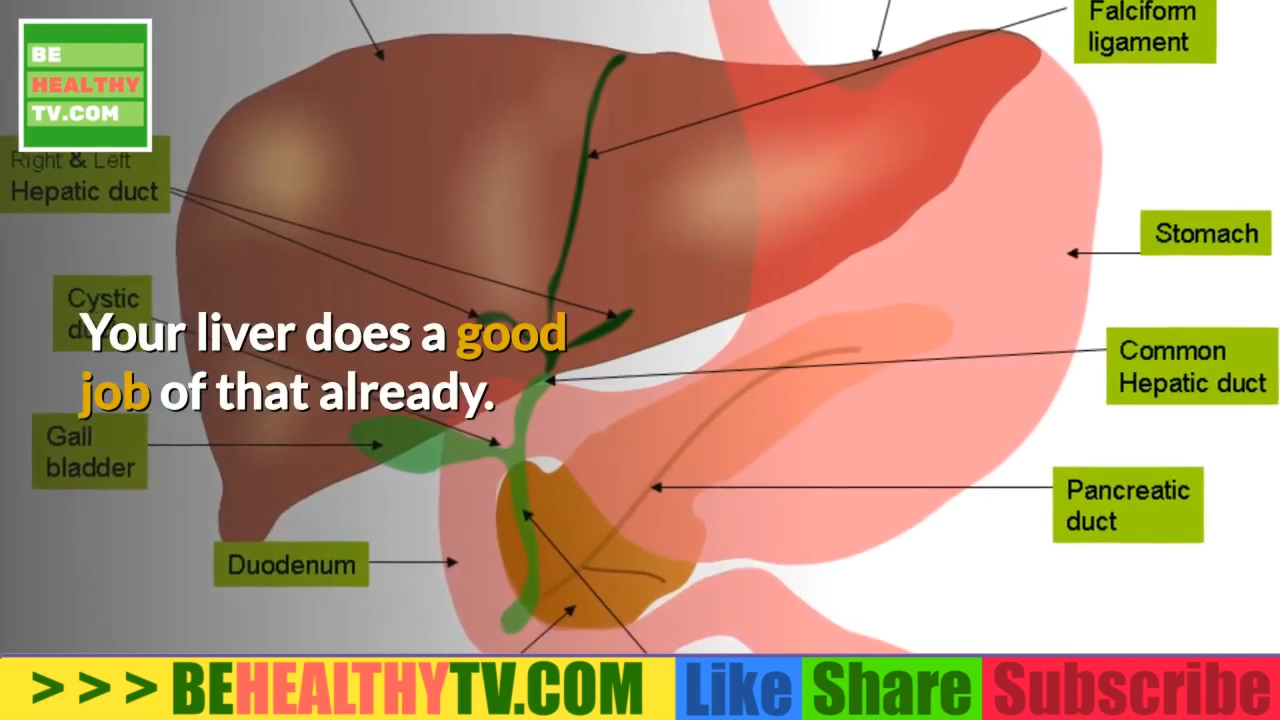 BE
HEALTHY
TV.COM
Falciform
ligament
Right & Left
Hepatic duct
Stomach
Cystic
Your liver does a good
job of that already.
Common
Hepatic duct
Gall
bladder
Pancreatic
duct
Duodenum
> > > BEHEALTHYTV.COM Like Share Subscribe